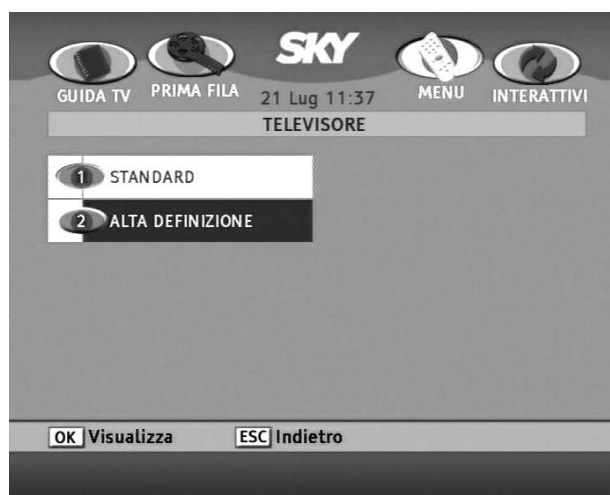 SKY
GUIDA TV PRIMA FILA 21 Lug 11:37 MENU INTERATTIVI
TELEVISORE
1 STANDARD
2 ALTA DEFINIZIONE
OK Visualizza ESC Indietro